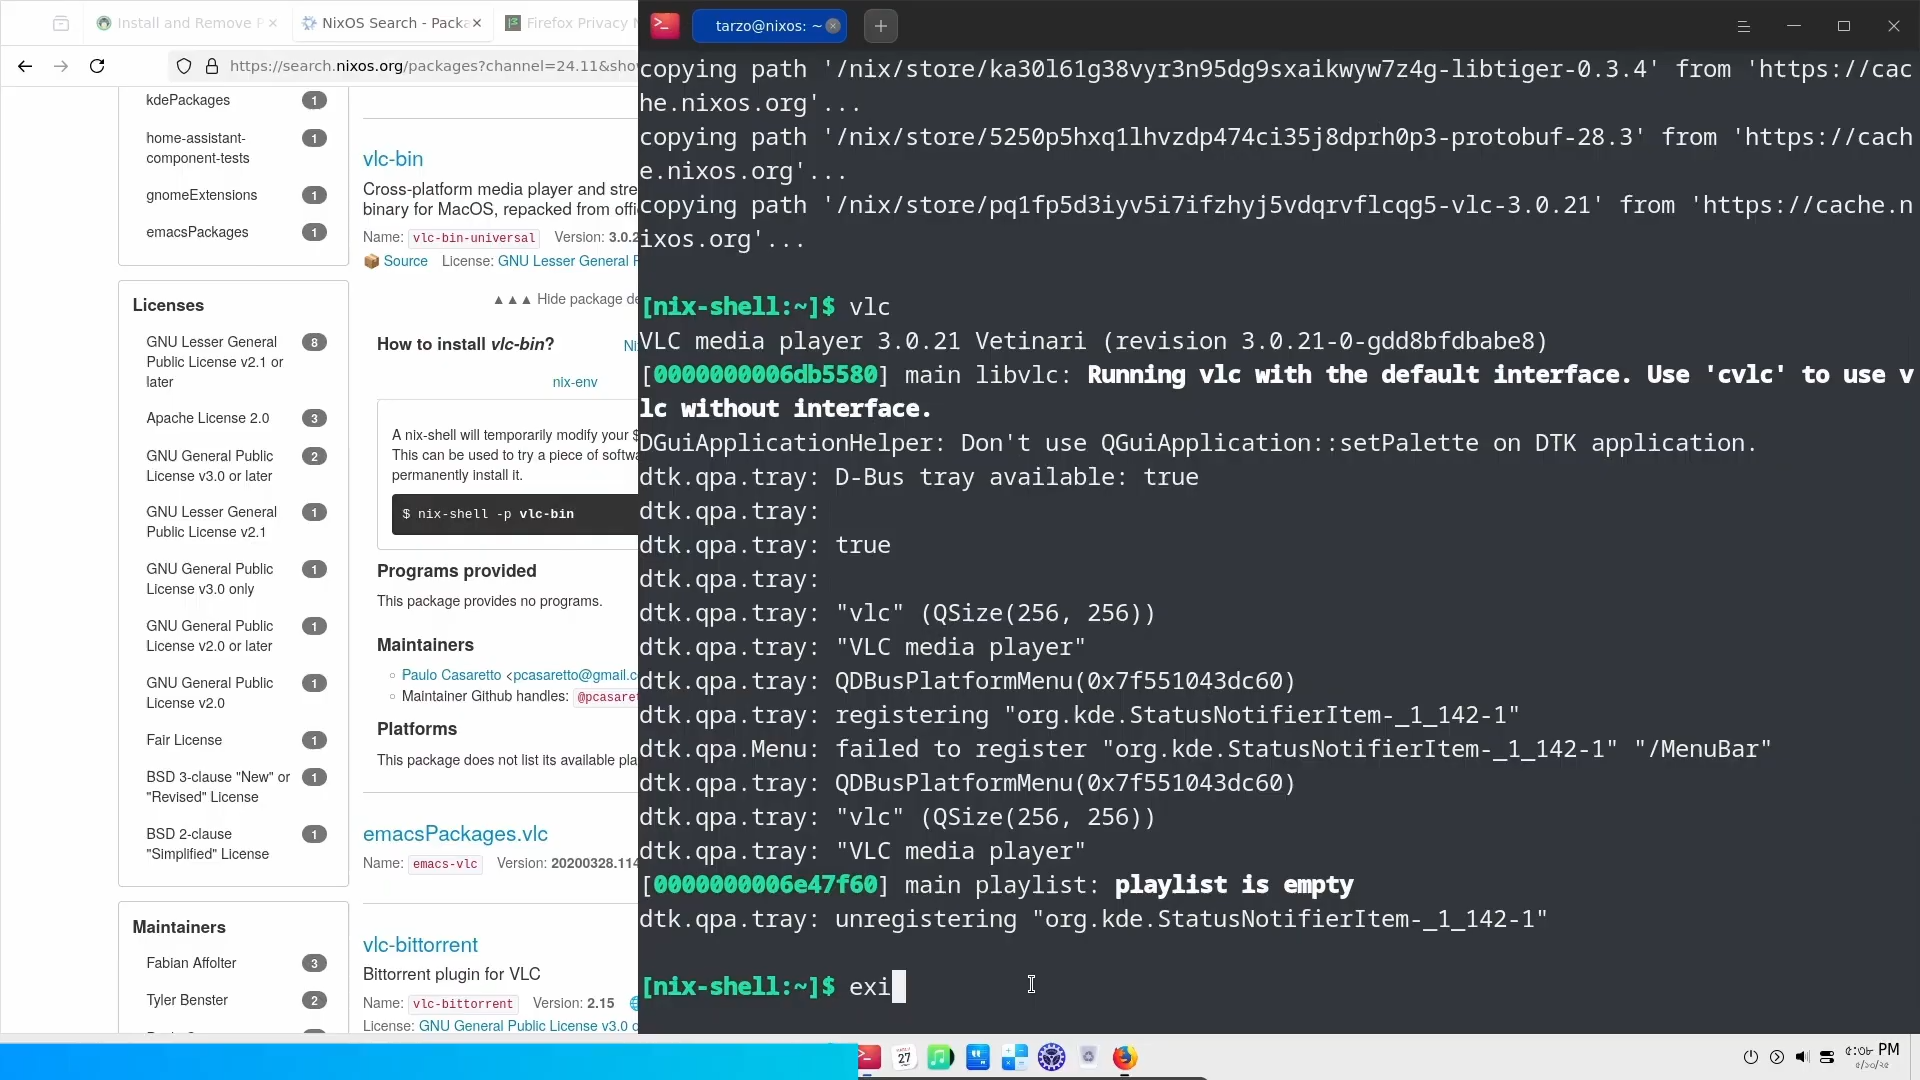 Install and Remove P
NixOS Search - Packa
Firefox Privacy
https://search.nixos.org/packages?channel=24.11&sho
kdePackages 1
home-assistant-
component-tests 1
gnomeExtensions 1
emacsPackages 1
Licenses
GNU Lesser General
Public License v2.1 or
later 8
Apache License 2.0 3
GNU General Public
License v3.0 or later 2
GNU Lesser General
Public License v2.1 1
GNU General Public
License v3.0 only 1
GNU General Public
License v2.0 or later 1
GNU General Public
License v2.0 1
Fair License 1
BSD 3-clause "New" or
"Revised" License 1
BSD 2-clause
"Simplified" License 1
Maintainers
Fabian Affolter 3
Tyler Benster 2
vlc-bin
Cross-platform media player and stre
binary for MacOS, repacked from offi
Name: vlc-bin-universal Version: 3.0.2
Source License: GNU Lesser General P
▲▲▲ Hide package de
How to install vlc-bin?
Ni
nix-env
A nix-shell will temporarily modify your $
This can be used to try a piece of softwa
permanently install it.
$ nix-shell -p vlc-bin
Programs provided
This package provides no programs.
Maintainers
Paulo Casaretto <pcasaretto@gmail.c
Maintainer Github handles: @pcasaret
Platforms
This package does not list its available pla
emacsPackages.vlc
Name: emacs-vlc Version: 20200328.114
vlc-bittorrent
Bittorrent plugin for VLC
Name: vlc-bittorrent Version: 2.15
License: GNU General Public License v3.0 o
tarzo@nixos: ~
copying path '/nix/store/ka30l61g38vyr3n95dg9sxaikwyw7z4g-libtiger-0.3.4' from 'https://cac
he.nixos.org'...
copying path '/nix/store/5250p5hxq1lhvzdp474ci35j8dprh0p3-protobuf-28.3' from 'https://cach
e.nixos.org'...
copying path '/nix/store/pq1fp5d3iyv5i7ifzhyj5vdqrvflcqg5-vlc-3.0.21' from 'https://cache.n
ixos.org'...
[nix-shell:~]$ vlc
VLC media player 3.0.21 Vetinari (revision 3.0.21-0-gdd8bfdbabe8)
[0000000006db5580] main libvlc: Running vlc with the default interface. Use 'cvlc' to use v
lc without interface.
DGuiApplicationHelper: Don't use QGuiApplication::setPalette on DTK application.
dtk.qpa.tray: D-Bus tray available: true
dtk.qpa.tray:
dtk.qpa.tray: true
dtk.qpa.tray:
dtk.qpa.tray: "vlc" (QSize(256, 256))
dtk.qpa.tray: "VLC media player"
dtk.qpa.tray: QDBusPlatformMenu(0x7f551043dc60)
dtk.qpa.tray: registering "org.kde.StatusNotifierItem-_1_142-1"
dtk.qpa.Menu: failed to register "org.kde.StatusNotifierItem-_1_142-1" "/MenuBar"
dtk.qpa.tray: QDBusPlatformMenu(0x7f551043dc60)
dtk.qpa.tray: "vlc" (QSize(256, 256))
dtk.qpa.tray: "VLC media player"
[0000000006e47f60] main playlist: playlist is empty
dtk.qpa.tray: unregistering "org.kde.StatusNotifierItem-_1_142-1"
[nix-shell:~]$ exi
27
৫:০৮ PM